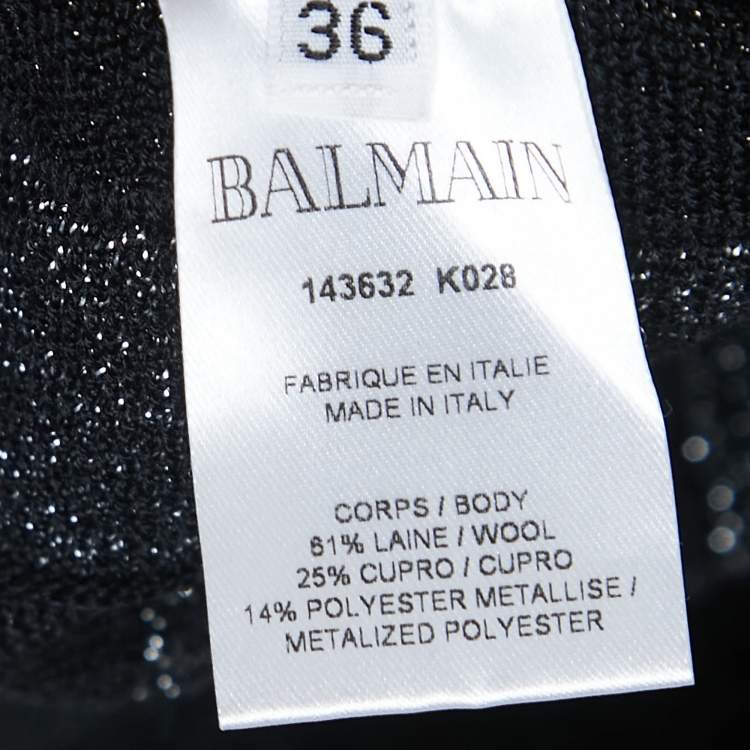 36
BALMAIN
143632 K028
FABRIQUE EN ITALIE
MADE IN ITALY
CORPS / BODY
61% LAINE / WOOL
25% CUPRO / CUPRO
14% POLYESTER METALLISE /
METALIZED POLYESTER